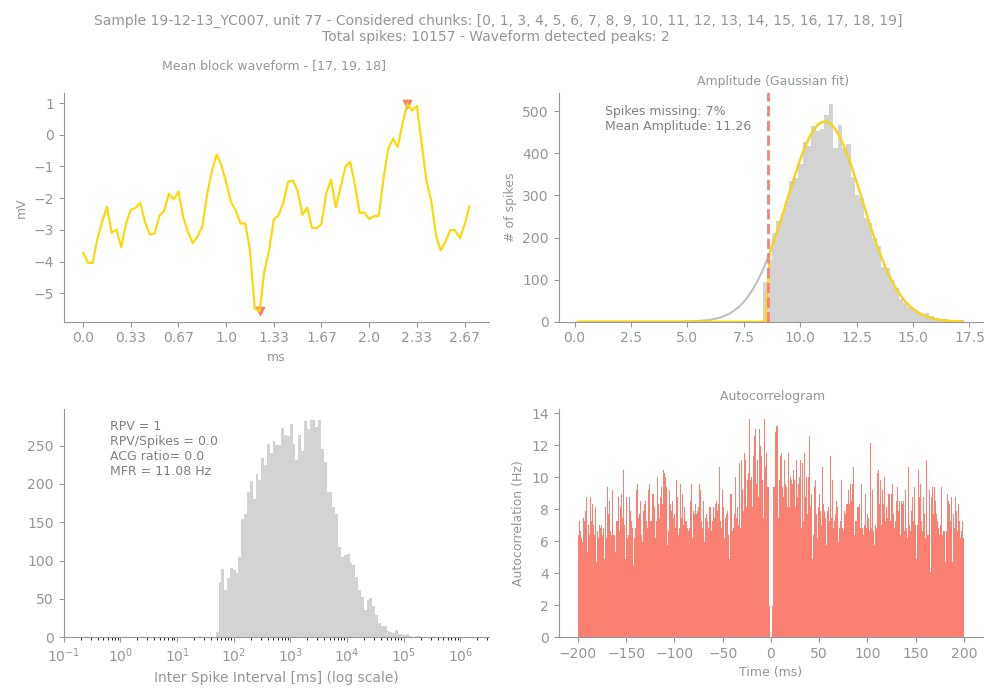 Sample 19-12-13_YC007, unit 77 - Considered chunks: [0, 1, 3, 4, 5, 6, 7, 8, 9, 10, 11, 12, 13, 14, 15, 16, 17, 18, 19]
Total spikes: 10157 - Waveform detected peaks: 2
Mean block waveform - [17, 19, 18]
1
0
−1
−2
−3
−4
−5
mV
0.0 0.33 0.67 1.0 1.33 1.67 2.0 2.33 2.67
ms
Amplitude (Gaussian fit)
Spikes missing: 7%
Mean Amplitude: 11.26
500
400
300
200
100
0
# of spikes
0.0 2.5 5.0 7.5 10.0 12.5 15.0 17.5
RPV = 1
RPV/Spikes = 0.0
ACG ratio= 0.0
MFR = 11.08 Hz
250
200
150
100
50
0
10⁻¹ 10⁰ 10¹ 10² 10³ 10⁴ 10⁵ 10⁶
Inter Spike Interval [ms] (log scale)
Autocorrelogram
14
12
10
8
6
4
2
0
Autocorrelation (Hz)
−200 −150 −100 −50 0 50 100 150 200
Time (ms)